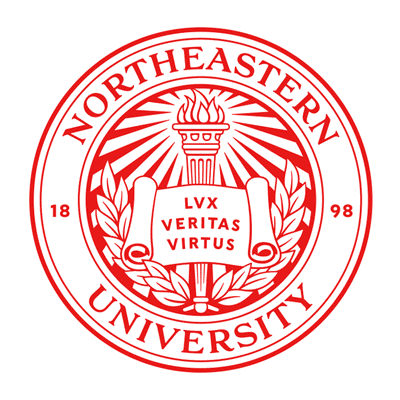 NORTHEASTERN
18 98
LVX
VERITAS
VIRTUS
UNIVERSITY